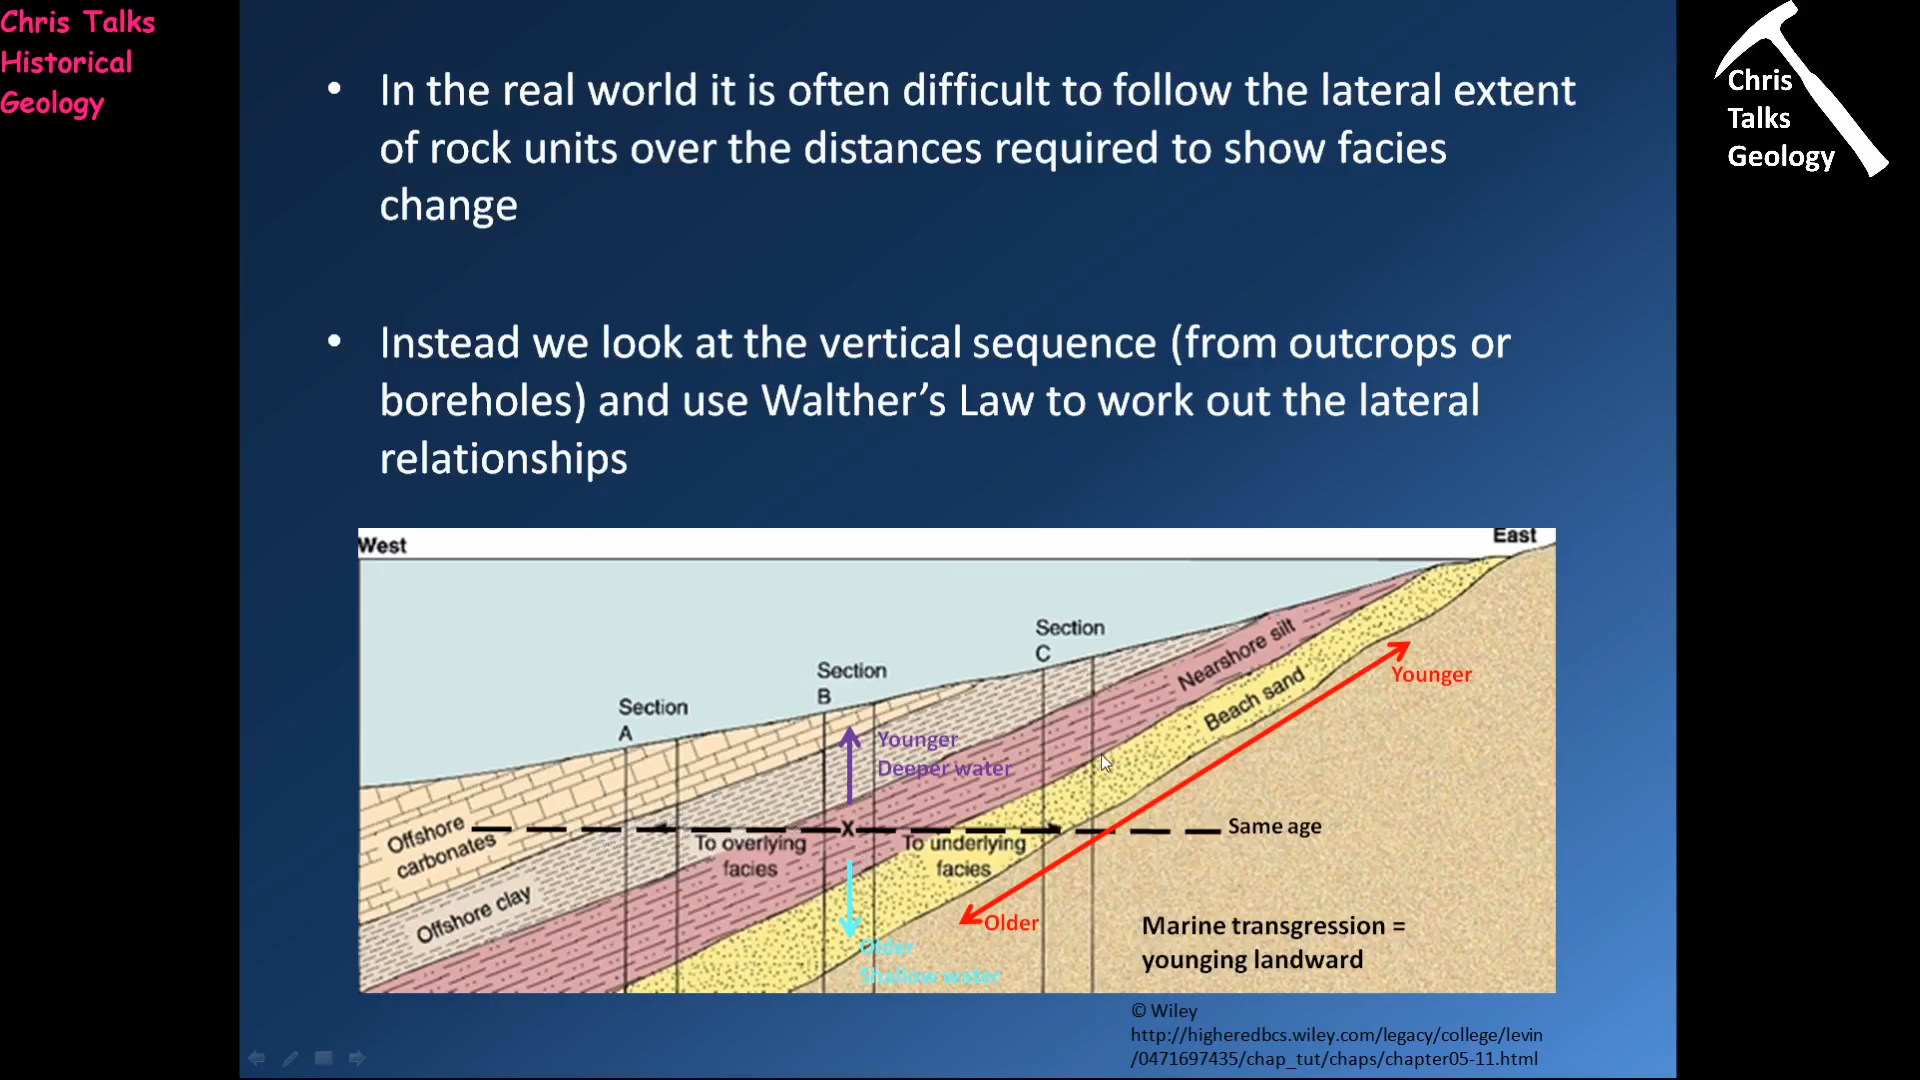 Chris Talks
Historical
Geology
Chris
Talks
Geology
• In the real world it is often difficult to follow the lateral extent
of rock units over the distances required to show facies
change
• Instead we look at the vertical sequence (from outcrops or
boreholes) and use Walther’s Law to work out the lateral
relationships
West
East
Section
A
Section
B
Section
C
Nearshore silt
Beach sand
Younger
Younger
Deeper water
Offshore
carbonates
X
Same age
To overlying
facies
To underlying
facies
Offshore clay
Older
Older
Shallow water
Marine transgression =
younging landward
© Wiley
http://higheredbcs.wiley.com/legacy/college/levin
/0471697435/chap_tut/chaps/chapter05-11.html